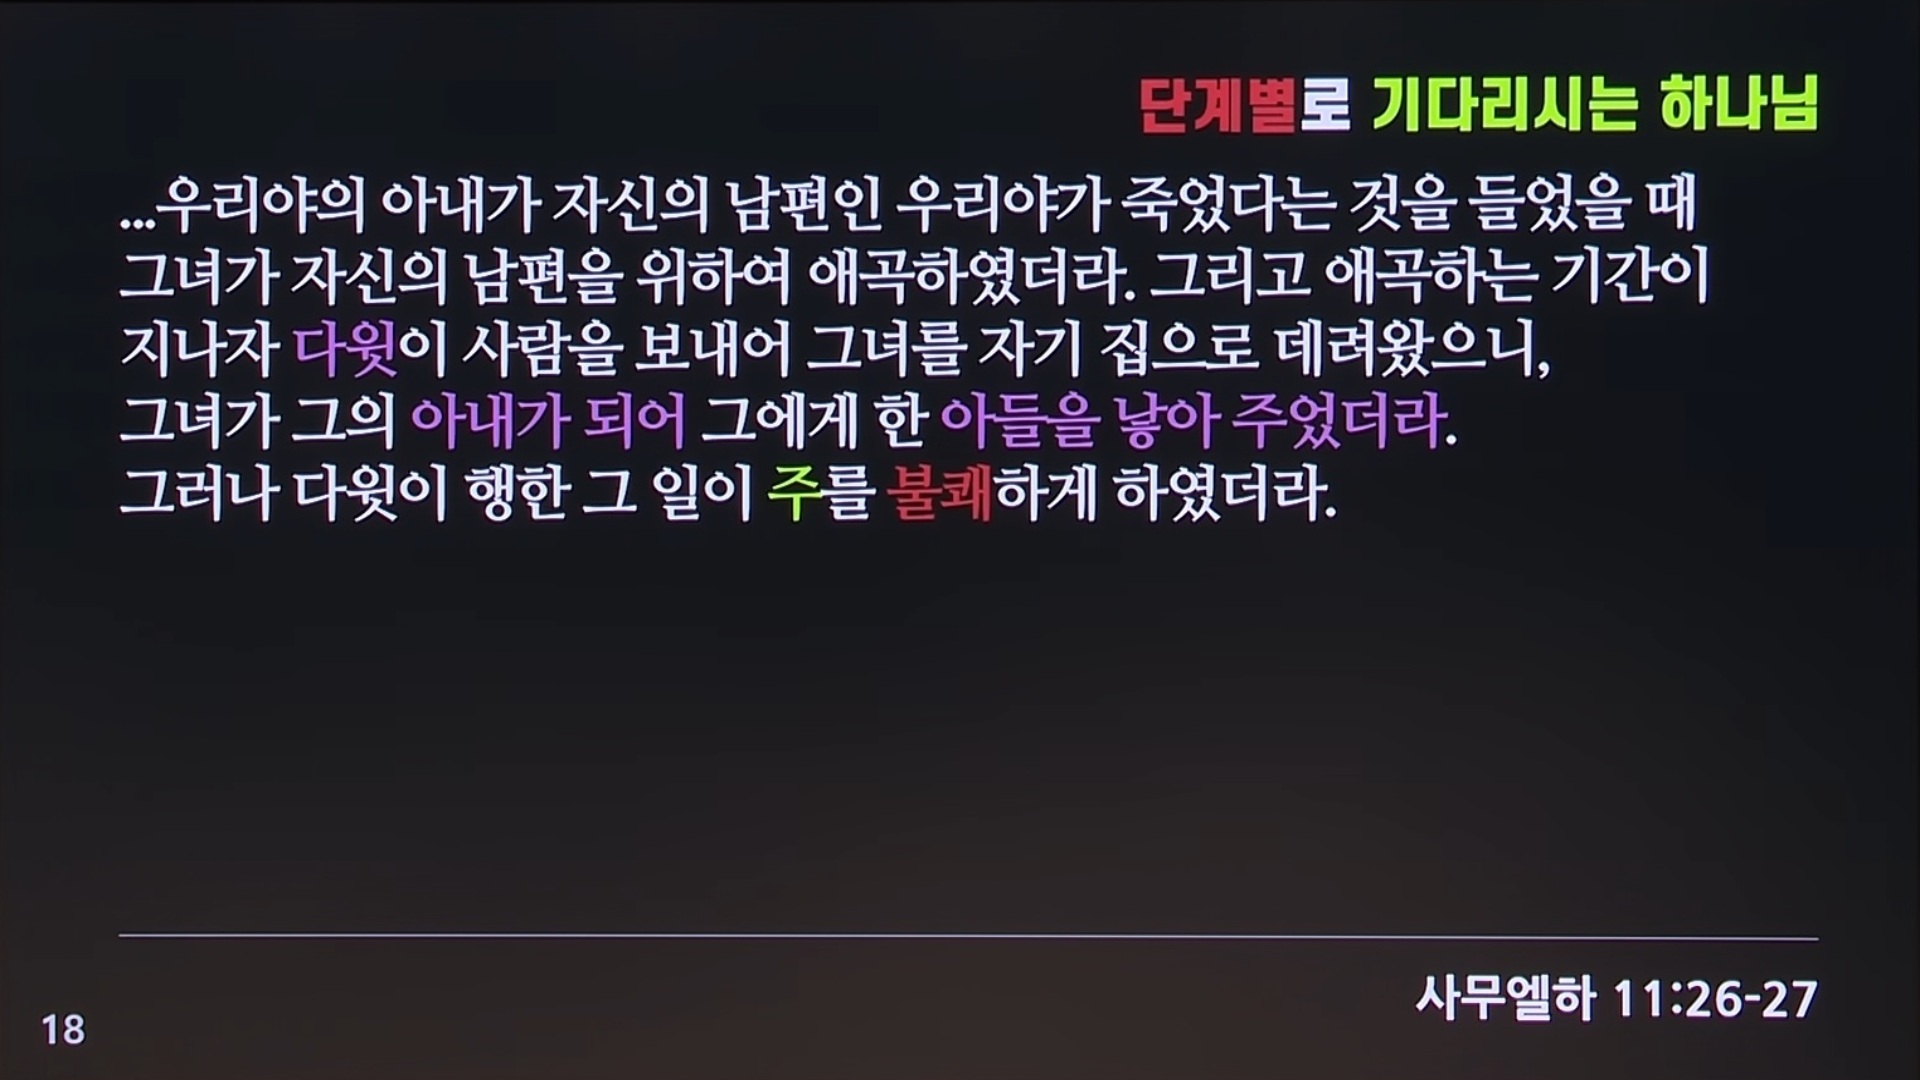 단계별로 기다리시는 하나님
...우리야의 아내가 자신의 남편인 우리야가 죽었다는 것을 들었을 때
그녀가 자신의 남편을 위하여 애곡하였더라. 그리고 애곡하는 기간이
지나자 다윗이 사람을 보내어 그녀를 자기 집으로 데려왔으니,
그녀가 그의 아내가 되어 그에게 한 아들을 낳아 주었더라.
그러나 다윗이 행한 그 일이 주를 불쾌하게 하였더라.
사무엘하 11:26-27
18